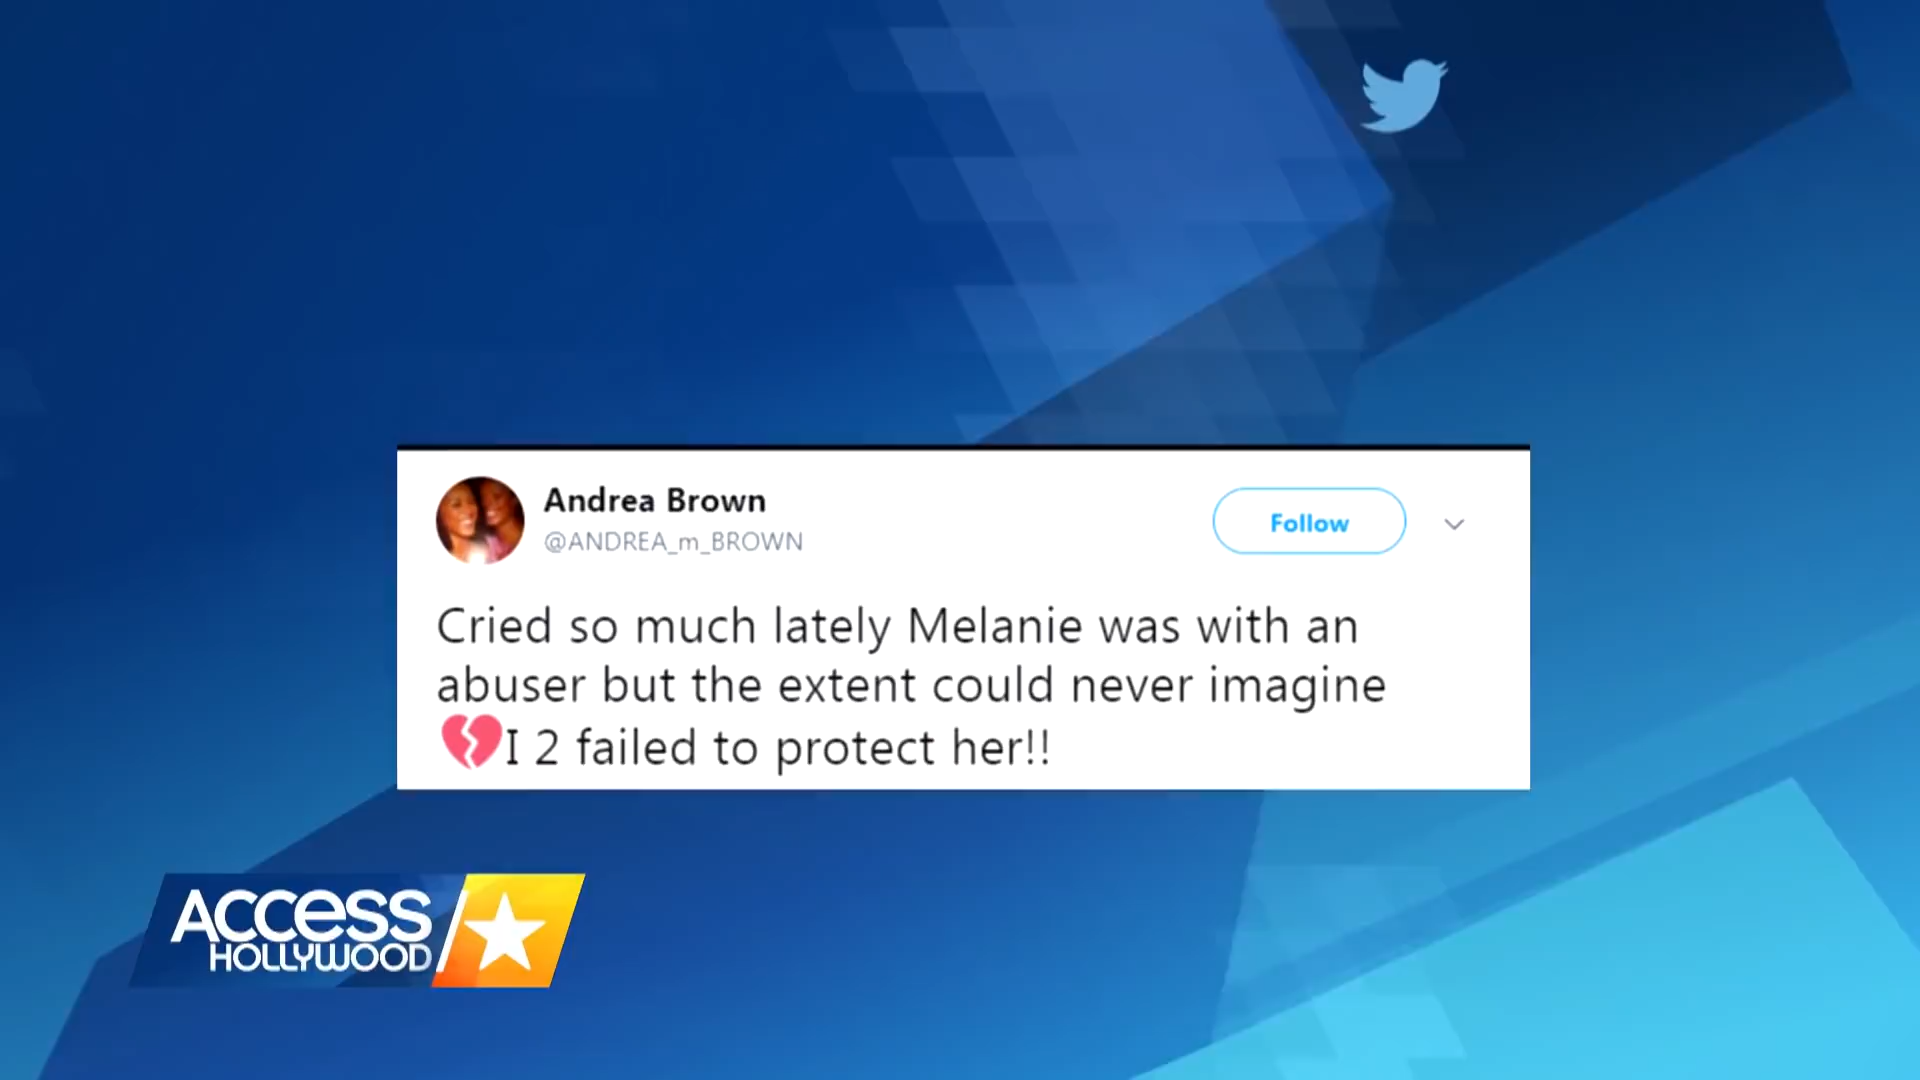 Andrea Brown
@ANDREA_m_BROWN
Follow
Cried so much lately Melanie was with an
abuser but the extent could never imagine
💔I 2 failed to protect her!!
ACCESS
HOLLYWOOD